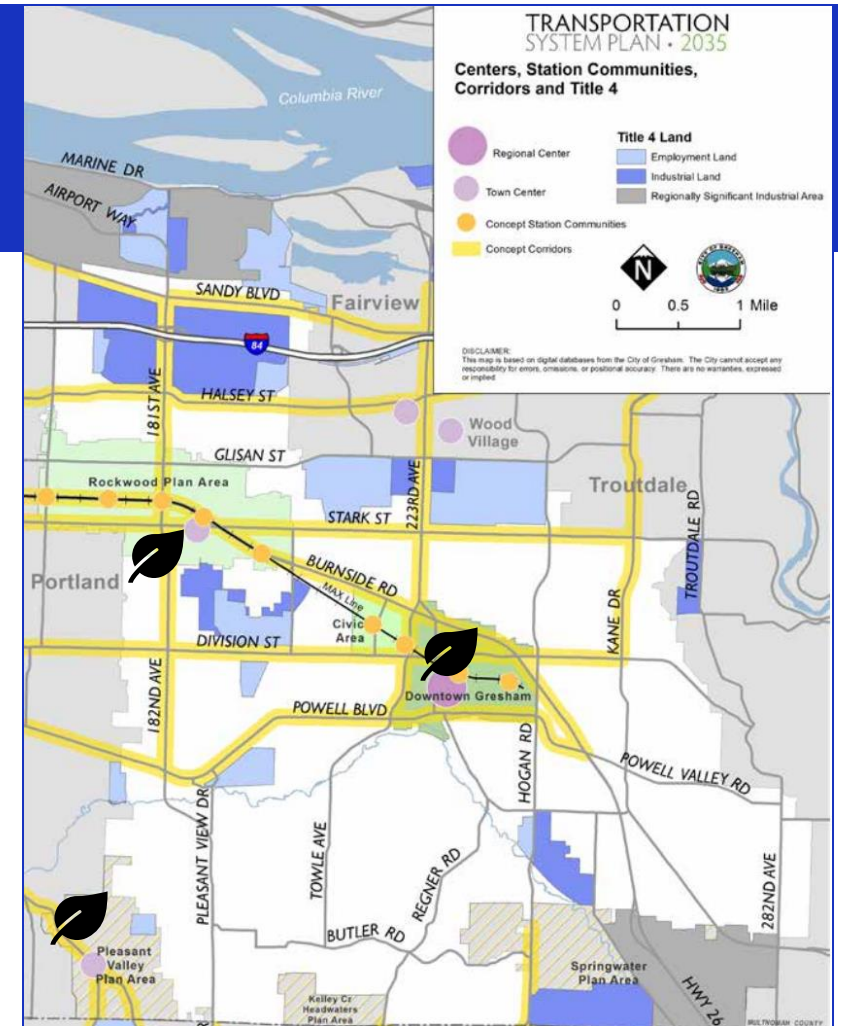 TRANSPORTATION
SYSTEM PLAN • 2035
Centers, Station Communities,
Corridors and Title 4
Regional Center
Town Center
Concept Station Communities
Concept Corridors
Title 4 Land
Employment Land
Industrial Land
Regionally Significant Industrial Area
N
0 0.5 1 Mile
DISCLAIMER:
This map is based on digital databases from the City of Gresham. The City cannot accept any
responsibility for errors, omissions, or positional accuracy. There are no warranties, expressed
or implied
Columbia River
MARINE DR
AIRPORT WAY
SANDY BLVD
Fairview
84
181ST AVE
HALSEY ST
Wood
Village
GLISAN ST
Rockwood Plan Area
223RD AVE
Troutdale
STARK ST
TROUTDALE RD
Portland
BURNSIDE RD
MAX Line
Civic
Area
KANE DR
DIVISION ST
182ND AVE
Downtown Gresham
POWELL BLVD
HOGAN RD
POWELL VALLEY RD
PLEASANT VIEW DR
TOWLE AVE
REGNER RD
282ND AVE
BUTLER RD
Pleasant
Valley
Plan Area
Springwater
Plan Area
Kelley Cr
Headwaters
Plan Area
HWY 26
MULTNOMAH COUNTY